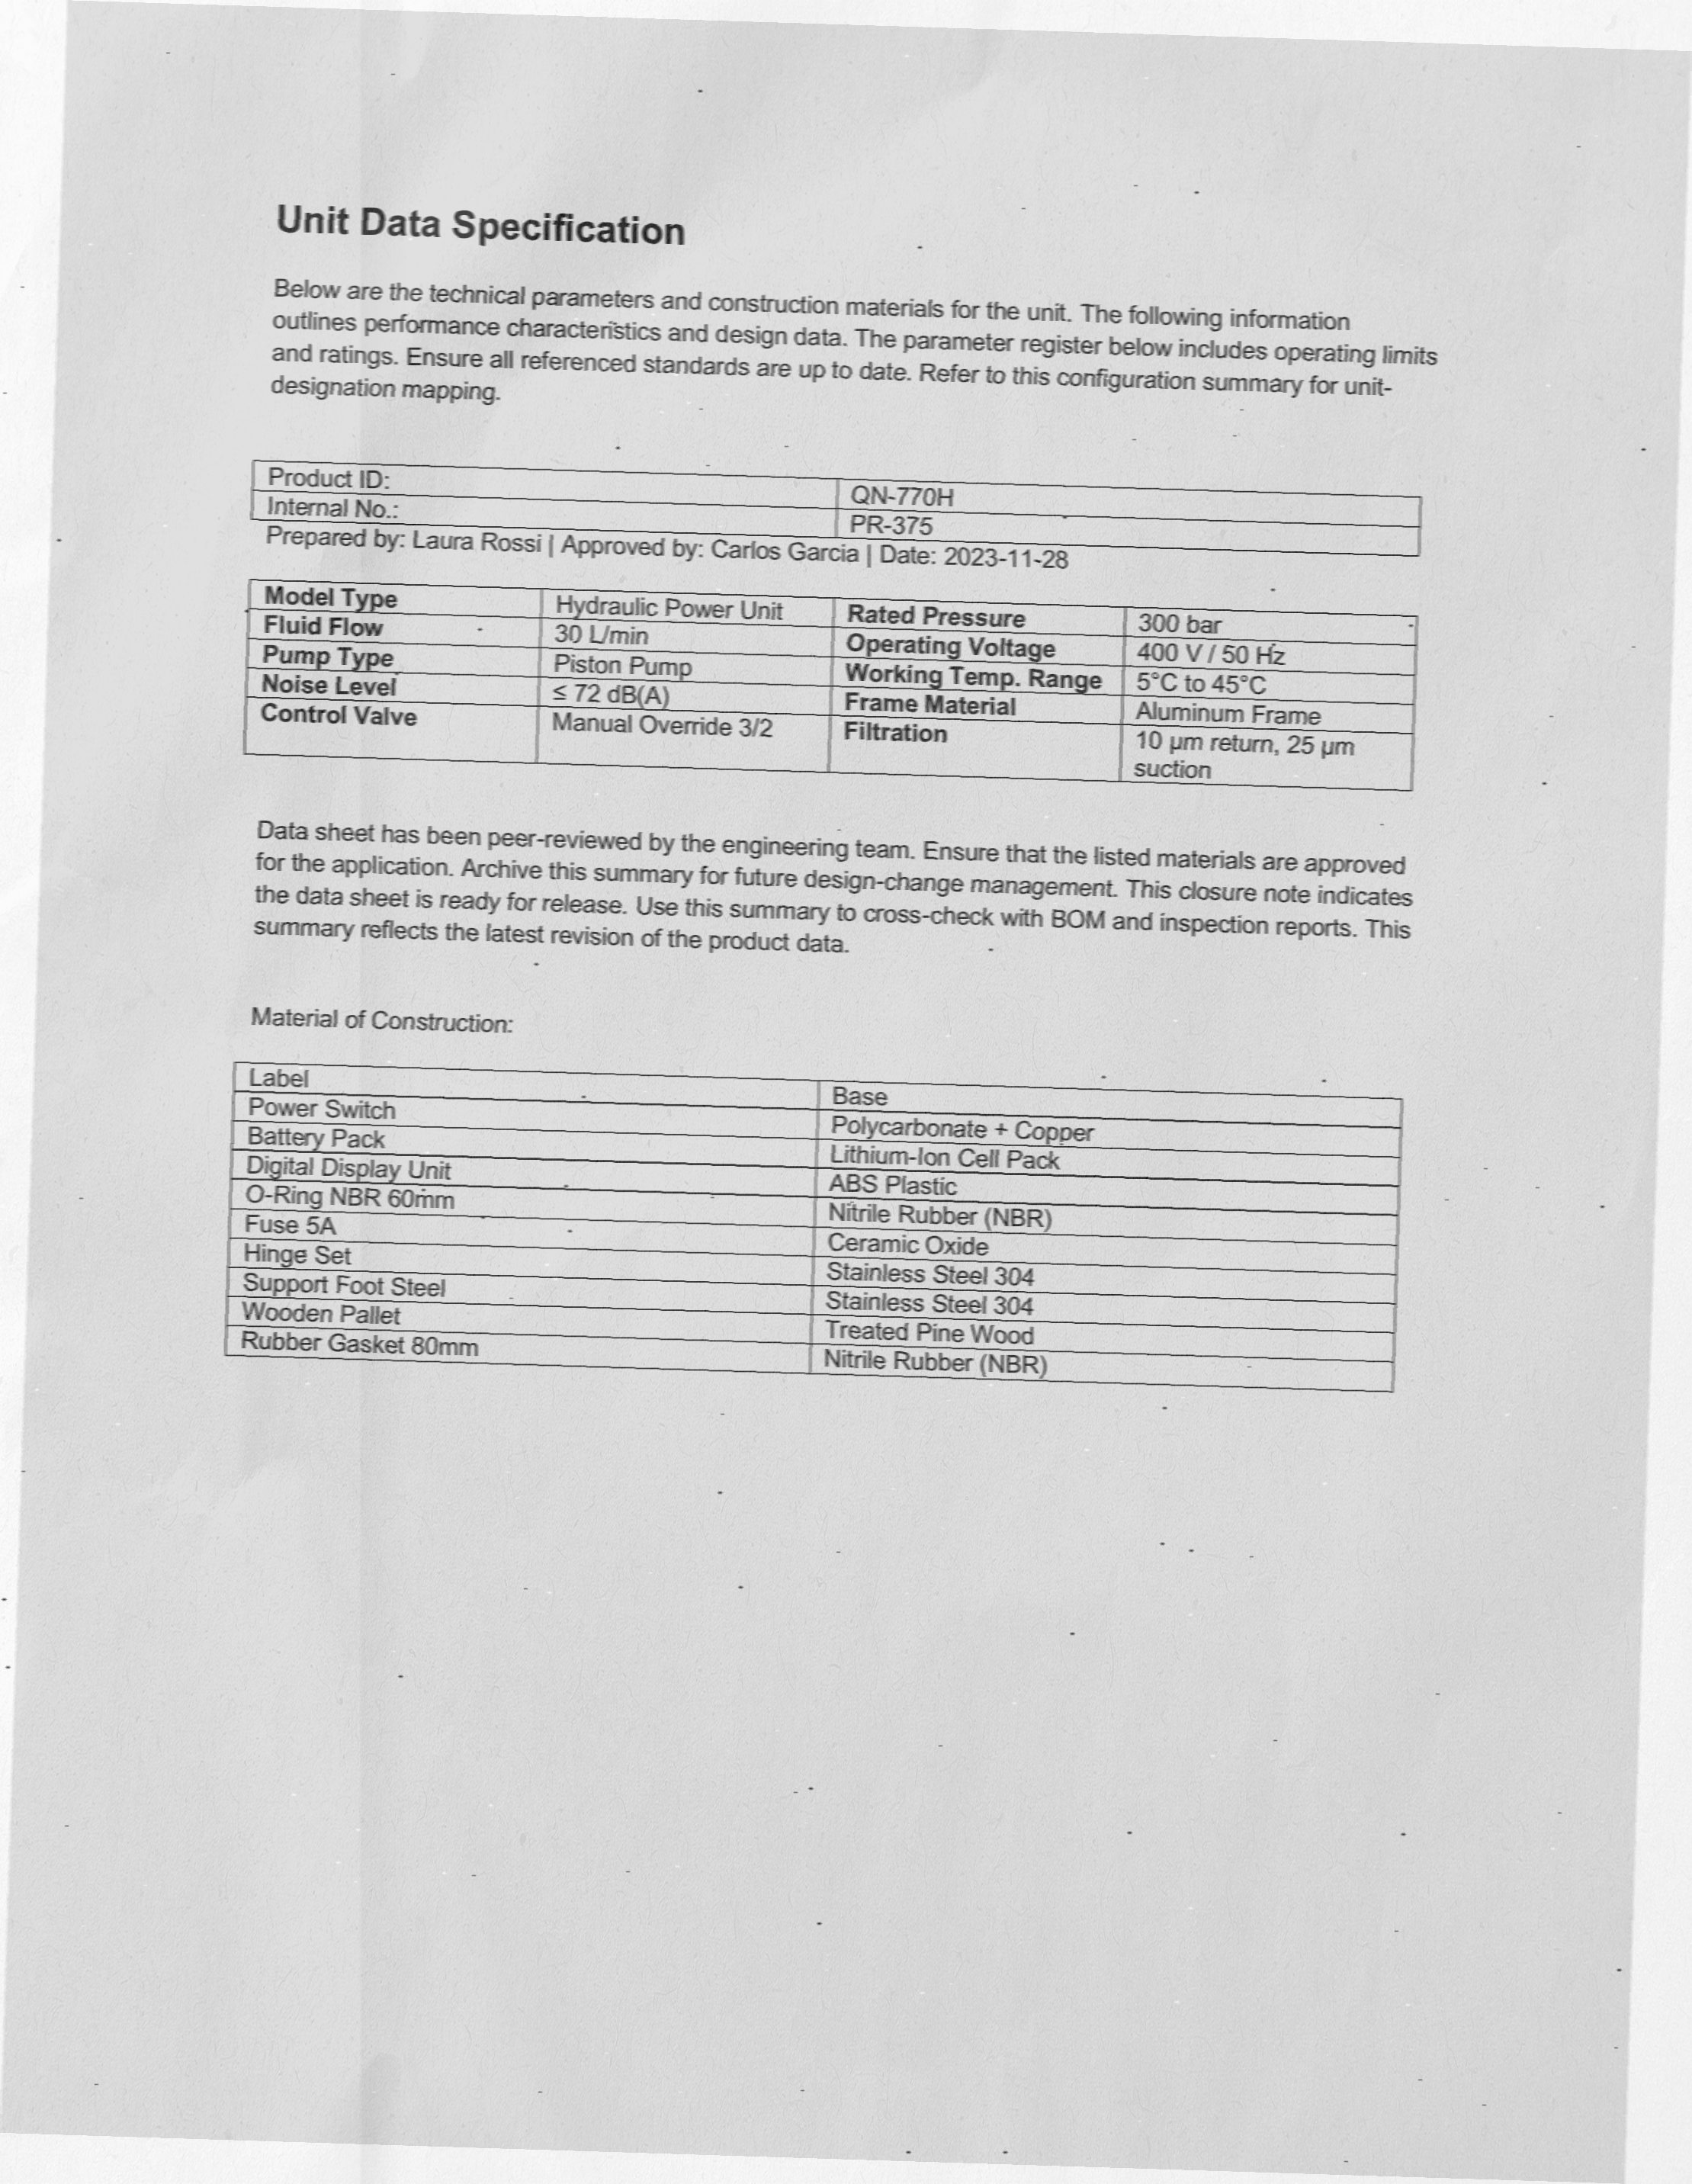 Unit Data Specification
Below are the technical parameters and construction materials for the unit. The following information
outlines performance characteristics and design data. The parameter register below includes operating limits
and ratings. Ensure all referenced standards are up to date. Refer to this configuration summary for unit-
designation mapping.
Product ID: QN-770H
Internal No.: PR-375
Prepared by: Laura Rossi | Approved by: Carlos Garcia | Date: 2023-11-28
Model Type Hydraulic Power Unit Rated Pressure 300 bar
Fluid Flow 30 L/min Operating Voltage 400 V / 50 Hz
Pump Type Piston Pump Working Temp. Range 5°C to 45°C
Noise Level ≤ 72 dB(A) Frame Material Aluminum Frame
Control Valve Manual Override 3/2 Filtration 10 µm return, 25 µm
suction
Data sheet has been peer-reviewed by the engineering team. Ensure that the listed materials are approved
for the application. Archive this summary for future design-change management. This closure note indicates
the data sheet is ready for release. Use this summary to cross-check with BOM and inspection reports. This
summary reflects the latest revision of the product data.
Material of Construction:
Label Base
Power Switch Polycarbonate + Copper
Battery Pack Lithium-Ion Cell Pack
Digital Display Unit ABS Plastic
O-Ring NBR 60mm Nitrile Rubber (NBR)
Fuse 5A Ceramic Oxide
Hinge Set Stainless Steel 304
Support Foot Steel Stainless Steel 304
Wooden Pallet Treated Pine Wood
Rubber Gasket 80mm Nitrile Rubber (NBR)